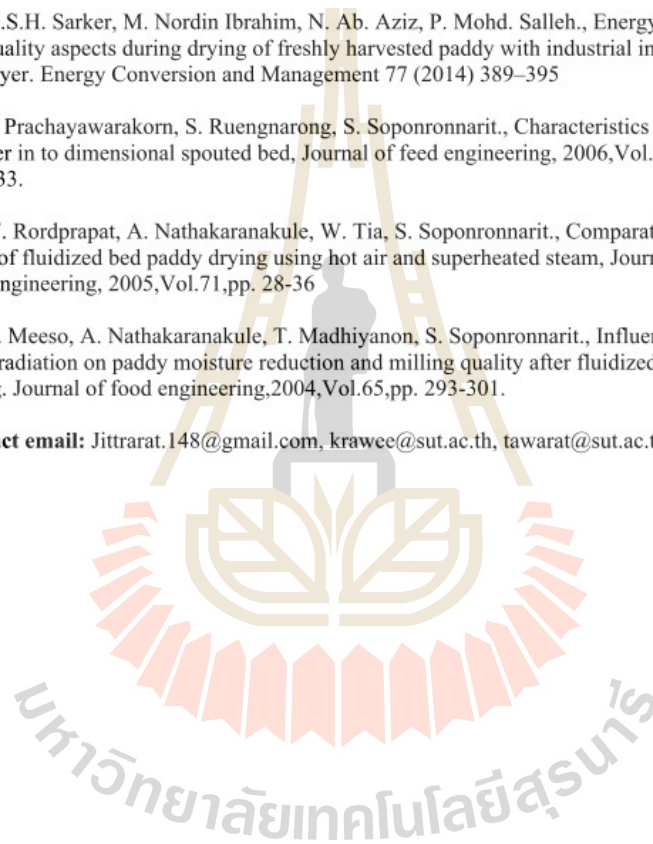 .S.H. Sarker, M. Nordin Ibrahim, N. Ab. Aziz, P. Mohd. Salleh., Energy
uality aspects during drying of freshly harvested paddy with industrial in
yer. Energy Conversion and Management 77 (2014) 389–395
Prachayawarakorn, S. Ruengnarong, S. Soponronnarit., Characteristics
er in to dimensional spouted bed, Journal of feed engineering, 2006,Vol.
33.
. Rordprapat, A. Nathakaranakule, W. Tia, S. Soponronnarit., Comparat
of fluidized bed paddy drying using hot air and superheated steam, Journ
ngineering, 2005,Vol.71,pp. 28-36
. Meeso, A. Nathakaranakule, T. Madhiyanon, S. Soponronnarit., Influen
radiation on paddy moisture reduction and milling quality after fluidized
g. Journal of food engineering,2004,Vol.65,pp. 293-301.
act email: Jittrarat.148@gmail.com, krawee@sut.ac.th, tawarat@sut.ac.t
มหาวิทยาลัยเทคโนโลยีสุรนารี